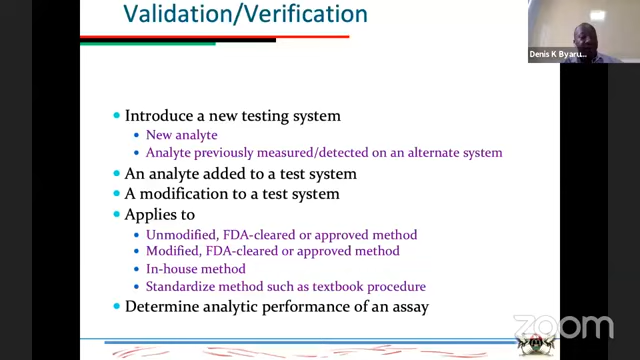 Validation/Verification
Denis K Byaru...
Introduce a new testing system
New analyte
Analyte previously measured/detected on an alternate system
An analyte added to a test system
A modification to a test system
Applies to
Unmodified, FDA-cleared or approved method
Modified, FDA-cleared or approved method
In-house method
Standardize method such as textbook procedure
Determine analytic performance of an assay
zoom